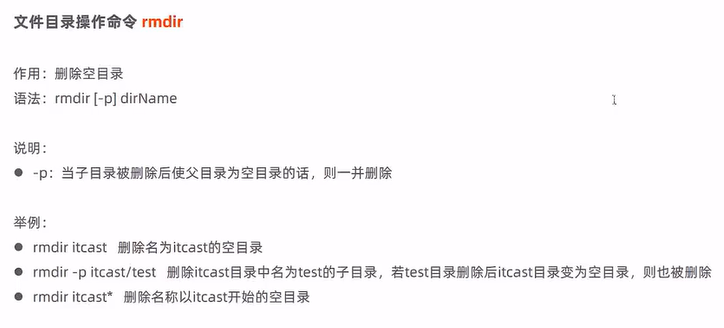 文件目录操作命令 rmdir
作用：删除空目录
语法：rmdir [-p] dirName
说明：
● -p：当子目录被删除后使父目录为空目录的话，则一并删除
举例：
● rmdir itcast 删除名为itcast的空目录
● rmdir -p itcast/test 删除itcast目录中名为test的子目录，若test目录删除后itcast目录变为空目录，则也被删除
● rmdir itcast* 删除名称以itcast开始的空目录